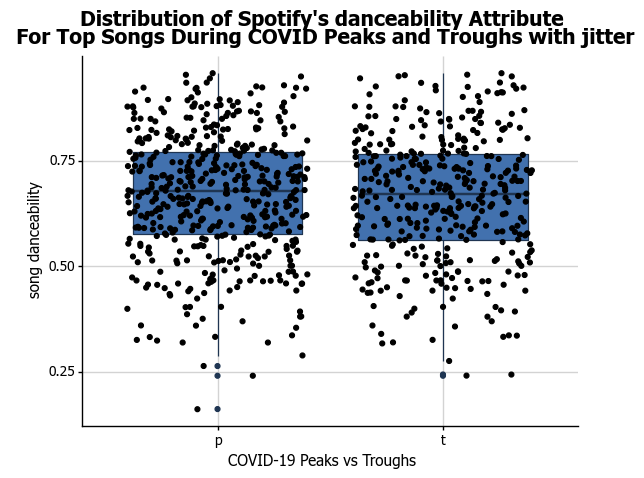 Distribution of Spotify's danceability Attribute
For Top Songs During COVID Peaks and Troughs with jitter
song danceability
0.75
0.50
0.25
p
t
COVID-19 Peaks vs Troughs